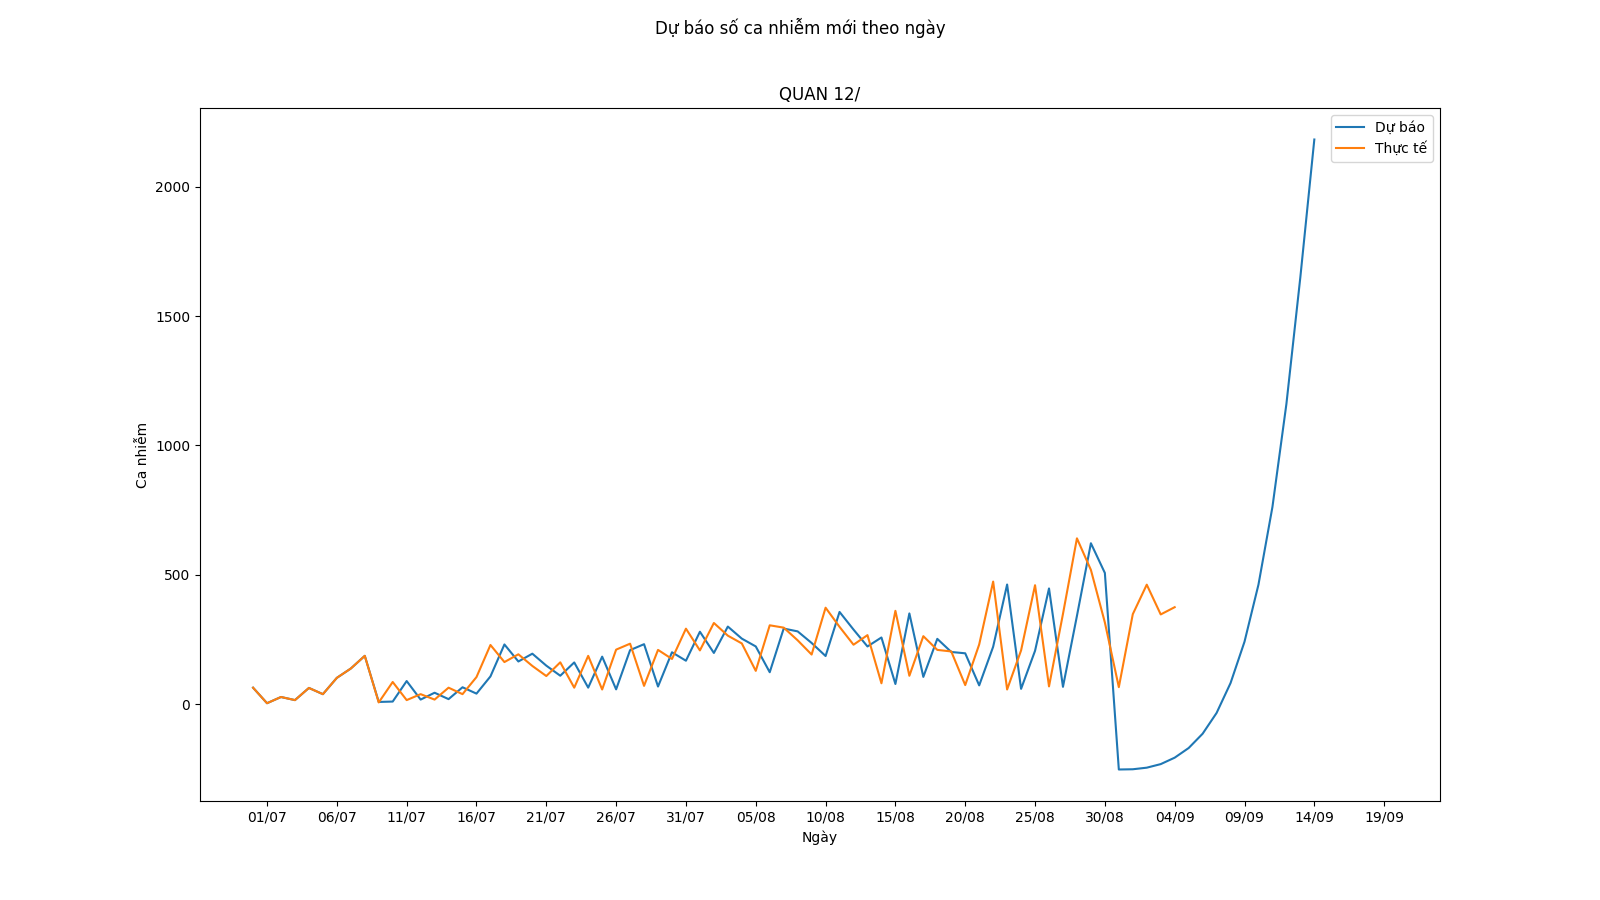 Dự báo số ca nhiễm mới theo ngày
QUAN 12/
Dự báo
Thực tế
2000
1500
1000
500
0
Ca nhiễm
01/07 06/07 11/07 16/07 21/07 26/07 31/07 05/08 10/08 15/08 20/08 25/08 30/08 04/09 09/09 14/09 19/09
Ngày